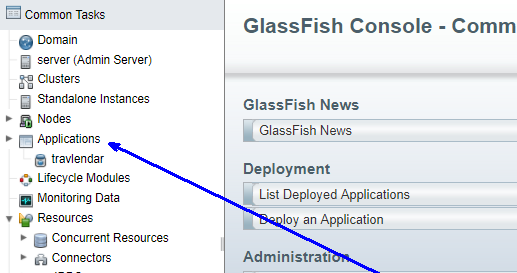 Common Tasks
Domain
server (Admin Server)
Clusters
Standalone Instances
Nodes
Applications
travlendar
Lifecycle Modules
Monitoring Data
Resources
Concurrent Resources
Connectors
GlassFish Console - Comm
GlassFish News
GlassFish News
Deployment
List Deployed Applications
Deploy an Application
Administration